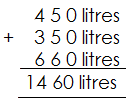 4 5 0 litres
+ 3 5 0 litres
6 6 0 litres
14 60 litres